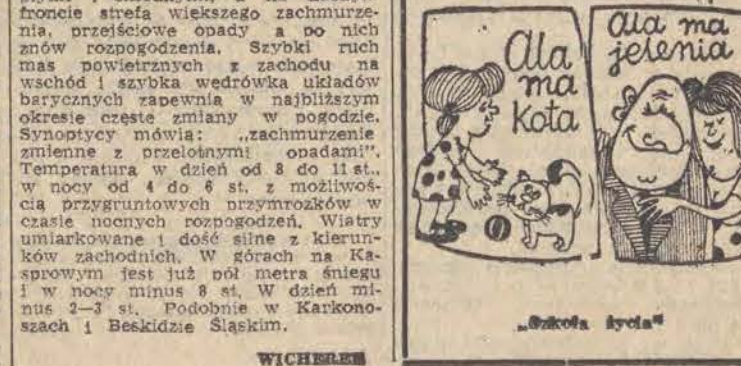 froncie strefa większego zachmurze-
nia, przejściowe opady a po nich
znów rozpogodzenia. Szybki ruch
mas powietrznych z zachodu na
wschód i szybka wędrówka układów
barycznych zapewnia w najbliższym
okresie częste zmiany w pogodzie.
Synoptycy mówią: „zachmurzenie
zmienne z przelotnymi opadami".
Temperatura w dzień od 8 do 11 st.,
w nocy od 4 do 6 st. z możliwoś-
cią przygruntowych przymrozków w
czasie nocnych rozpogodzeń. Wiatry
umiarkowane i dość silne z kierun-
ków zachodnich. W górach na Ka-
sprowym jest już pół metra śniegu
i w nocy minus 8 st. W dzień mi-
nus 2—3 st. Podobnie w Karkono-
szach i Beskidzie Śląskim.
WICHEREK
Ala
ma
Kota
Ala ma
jelenia
„Szkoła życia"